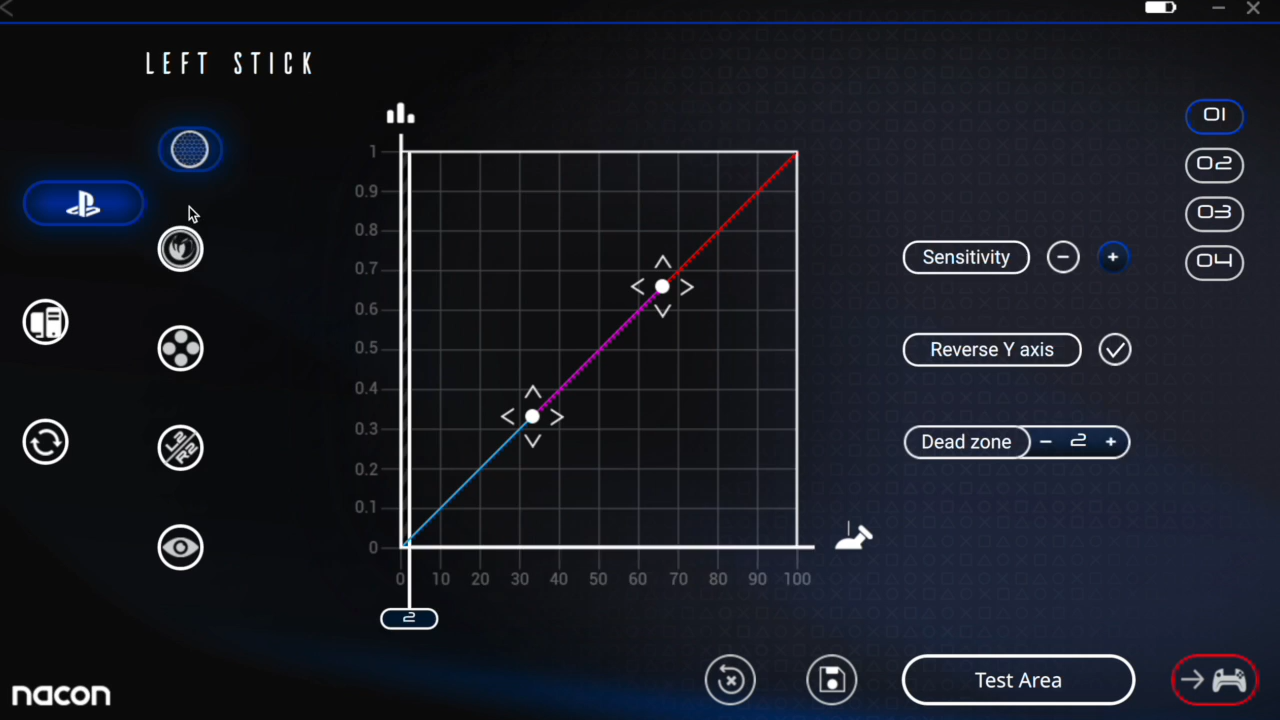 LEFT STICK
01
02
03
04
1
0.9
0.8
0.7
0.6
0.5
0.4
0.3
0.2
0.1
0
0 10 20 30 40 50 60 70 80 90 100
2
Sensitivity - +
Reverse Y axis
Dead zone - 2 +
L2/R2
nacon
Test Area